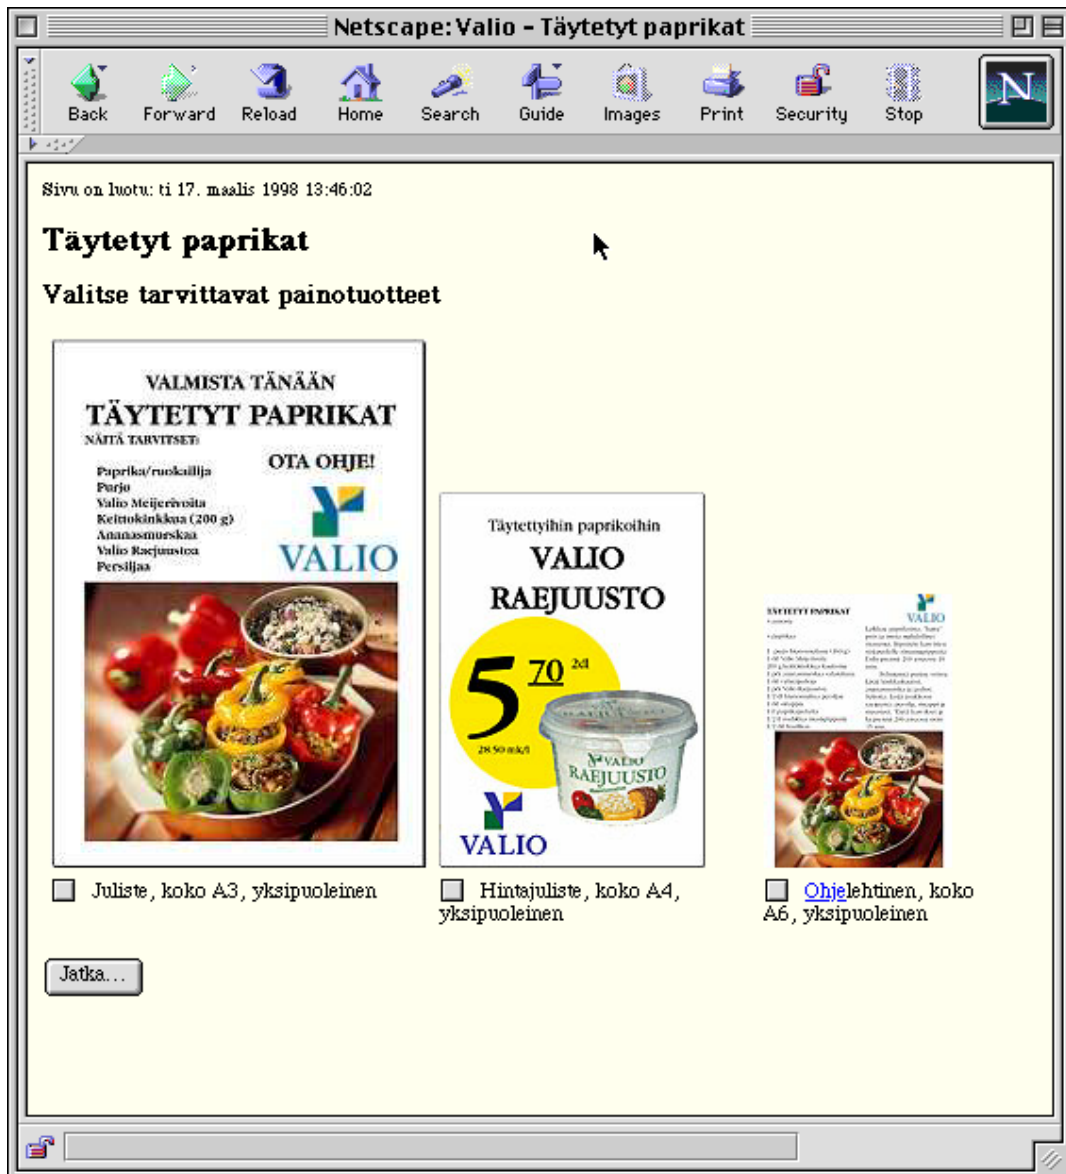 Netscape: Valio – Täytetyt paprikat
Back Forward Reload Home Search Guide Images Print Security Stop
N
Sivu on luotu: ti 17. maalis 1998 13:46:02
Täytetyt paprikat
Valitse tarvittavat painotuotteet
VALMISTA TÄNÄÄN
TÄYTETYT PAPRIKAT
NÄITÄ TARVITSET:
OTA OHJE!
Paprika/ruokailija
Purjo
Valio Meijerivoita
Keittokinkkua (200 g)
Ananasmurskaa
Valio Raejuustoa
Persiljaa
VALIO
Täytettyihin paprikoihin
VALIO
RAEJUUSTO
5 70 2dl
28 50 mk/l
VALIO
RAEJUUSTO
VALIO
VALIO
TÄYTETYT PAPRIKAT
Juliste, koko A3, yksipuoleinen
Hintajuliste, koko A4,
yksipuoleinen
Ohjelehtinen, koko
A6, yksipuoleinen
Jatka...